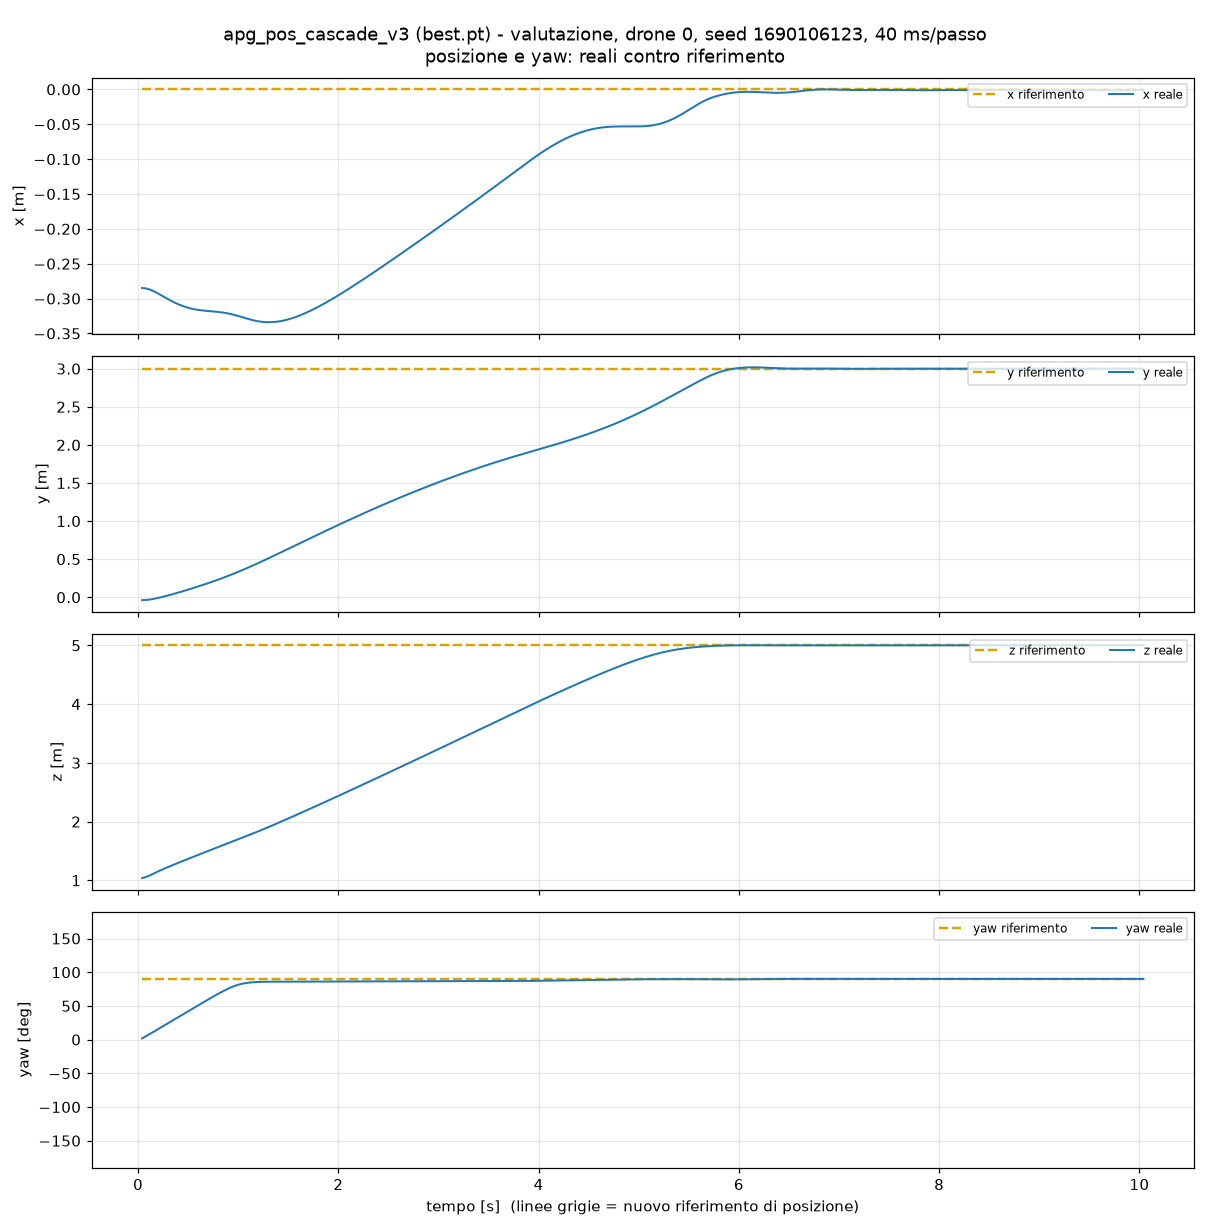 apg_pos_cascade_v3 (best.pt) - valutazione, drone 0, seed 1690106123, 40 ms/passo
posizione e yaw: reali contro riferimento
0.00
−0.05
−0.10
−0.15
−0.20
−0.25
−0.30
−0.35
x [m]
x riferimento
x reale
3.0
2.5
2.0
1.5
1.0
0.5
0.0
y [m]
y riferimento
y reale
5
4
3
2
1
z [m]
z riferimento
z reale
150
100
50
0
−50
−100
−150
yaw [deg]
yaw riferimento
yaw reale
0 2 4 6 8 10
tempo [s]  (linee grigie = nuovo riferimento di posizione)